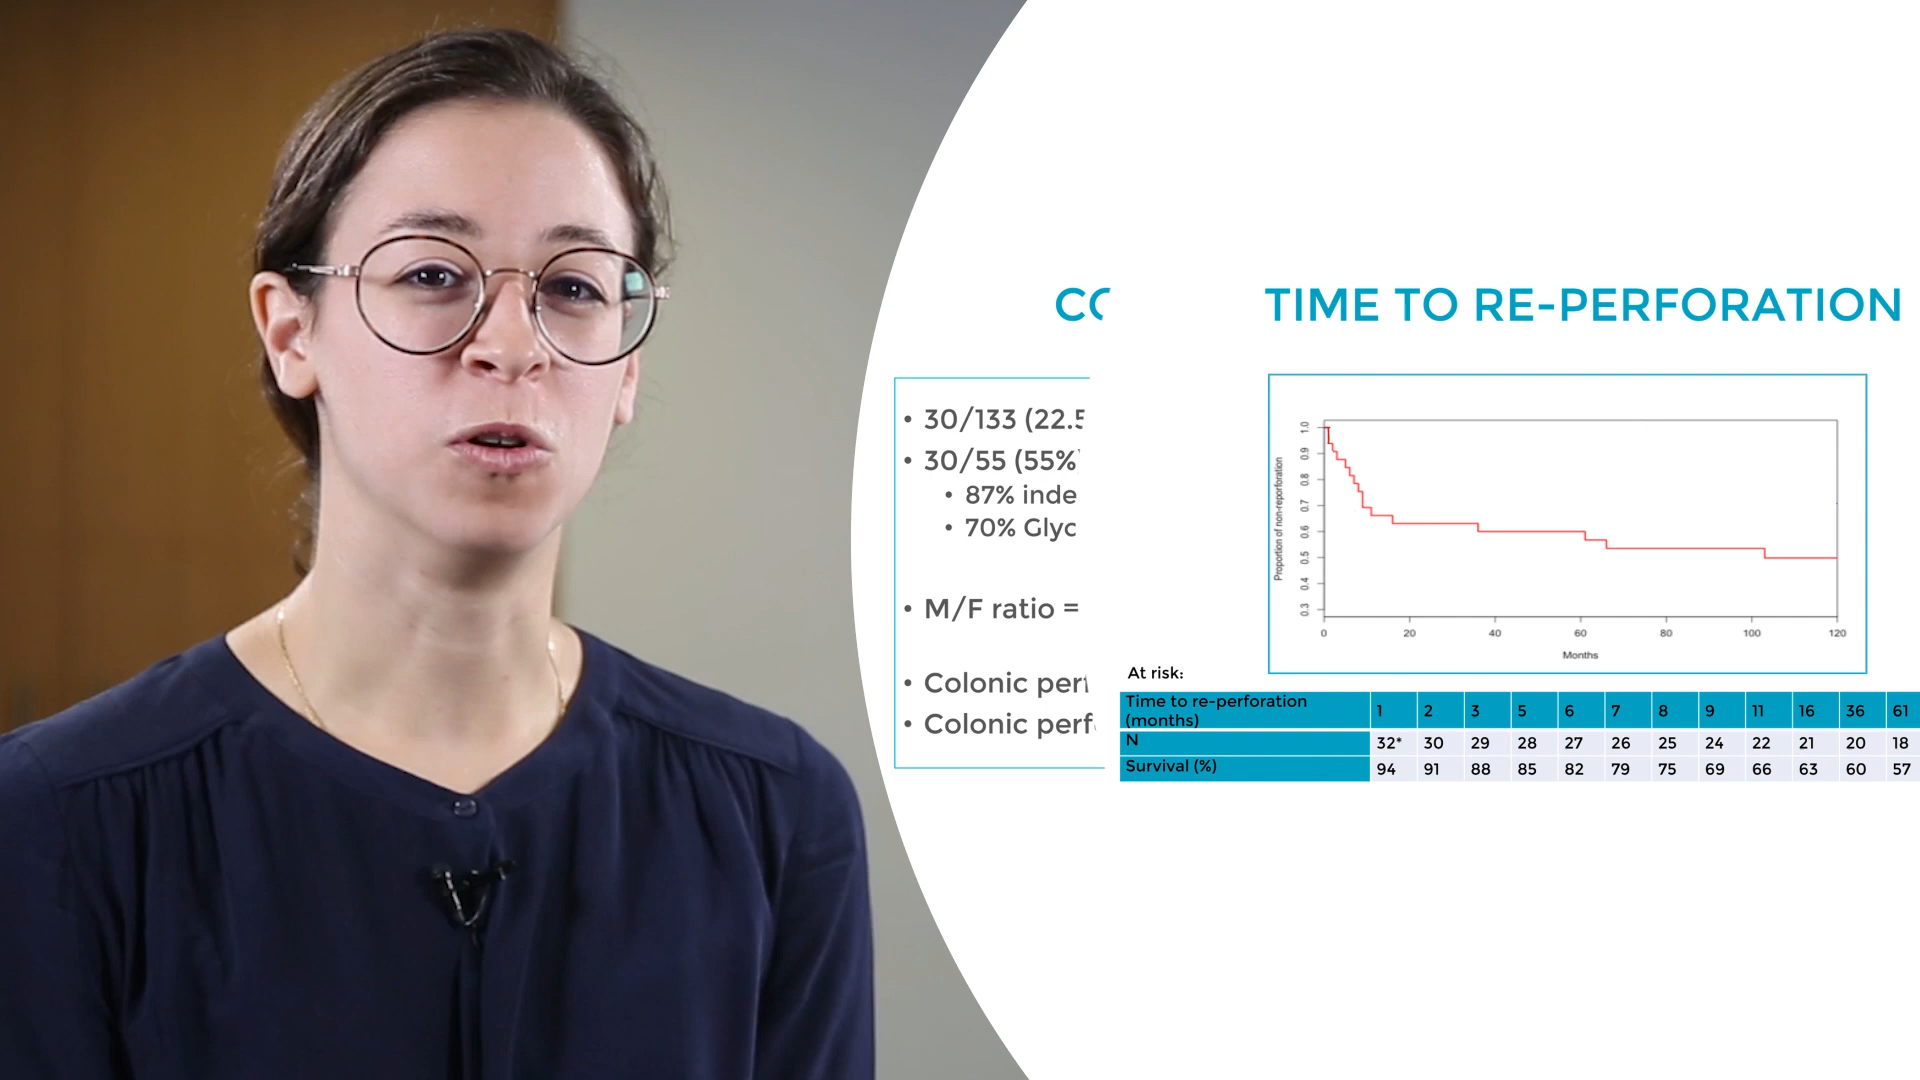 CO
• 30/133 (22.5
• 30/55 (55%
• 87% inde
• 70% Glyc
• M/F ratio =
• Colonic perf
• Colonic perf
TIME TO RE-PERFORATION
Proportion of non-reporforation
1.0
0.9
0.8
0.7
0.6
0.5
0.4
0.3
0 20 40 60 80 100 120
Months
At risk:
Time to re-perforation (months) 1 2 3 5 6 7 8 9 11 16 36 61
N 32* 30 29 28 27 26 25 24 22 21 20 18
Survival (%) 94 91 88 85 82 79 75 69 66 63 60 57